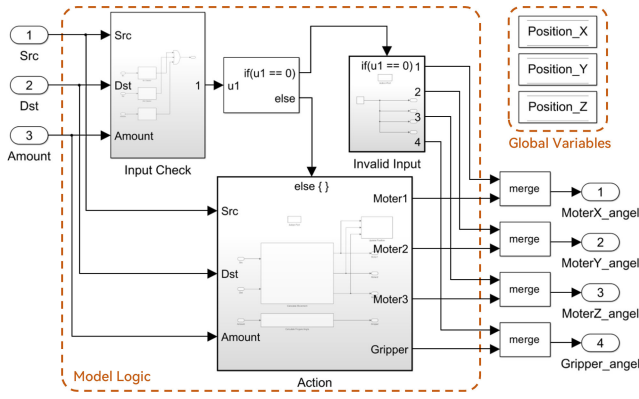 1
Src
2
Dst
3
Amount
Src
Dst
Amount
1
Input Check
u1
if(u1 == 0)
else
if(u1 == 0)
1
2
3
4
Invalid Input
Position_X
Position_Y
Position_Z
Global Variables
else { }
Src
Dst
Amount
Moter1
Moter2
Moter3
Gripper
Action
Model Logic
merge
1
MoterX_angel
merge
2
MoterY_angel
merge
3
MoterZ_angel
merge
4
Gripper_angel